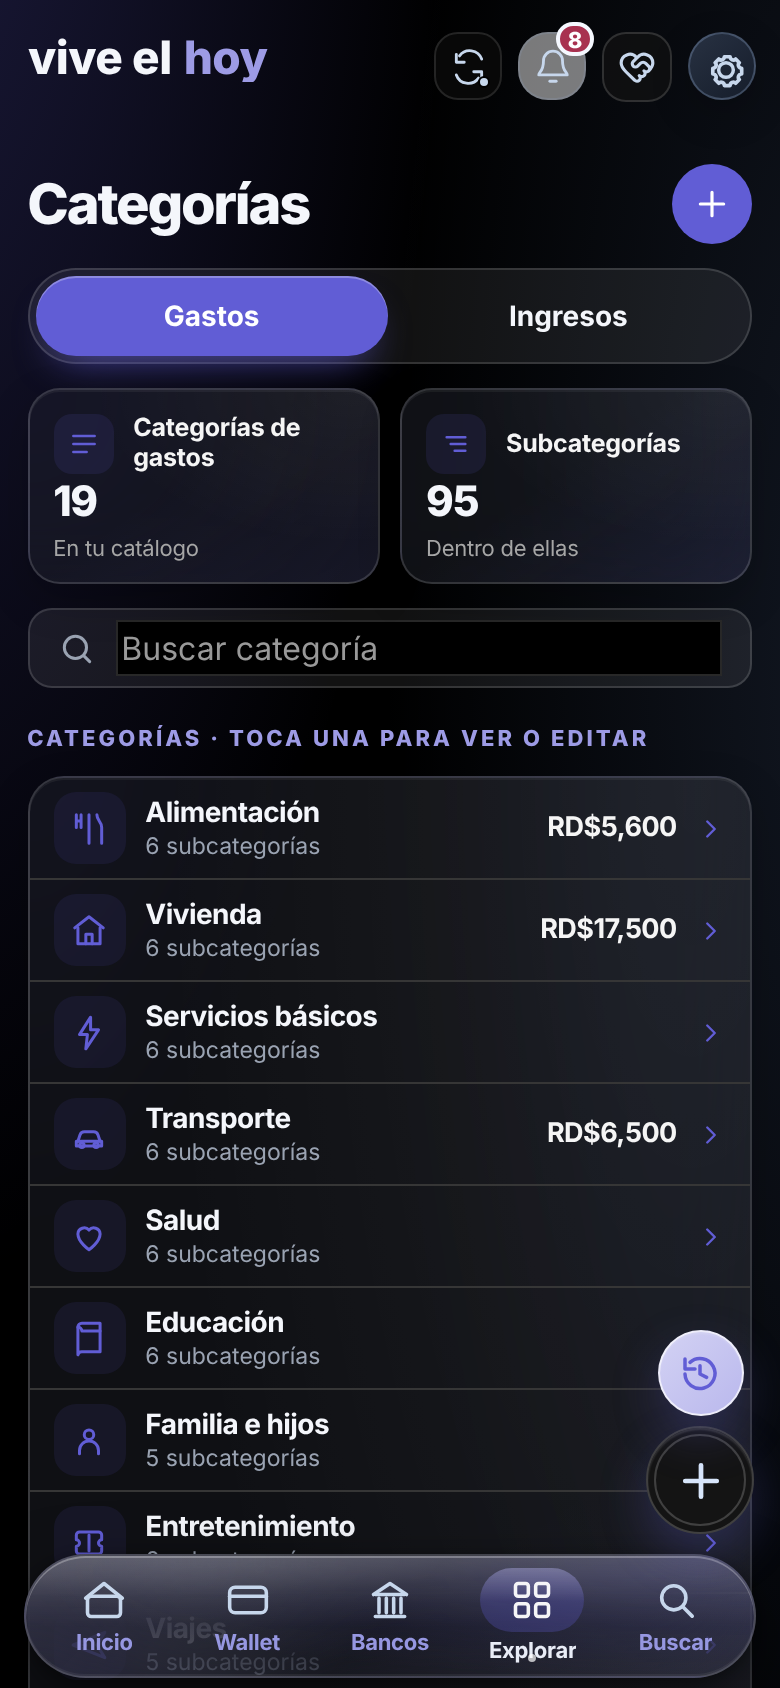 vive el hoy
8
Categorías
Gastos
Ingresos
Categorías de
gastos
19
En tu catálogo
Subcategorías
95
Dentro de ellas
Buscar categoría
CATEGORÍAS · TOCA UNA PARA VER O EDITAR
Alimentación
6 subcategorías
RD$5,600
Vivienda
6 subcategorías
RD$17,500
Servicios básicos
6 subcategorías
Transporte
6 subcategorías
RD$6,500
Salud
6 subcategorías
Educación
6 subcategorías
Familia e hijos
5 subcategorías
Entretenimiento
Viajes
5 subcategorías
Inicio
Wallet
Bancos
Explorar
Buscar